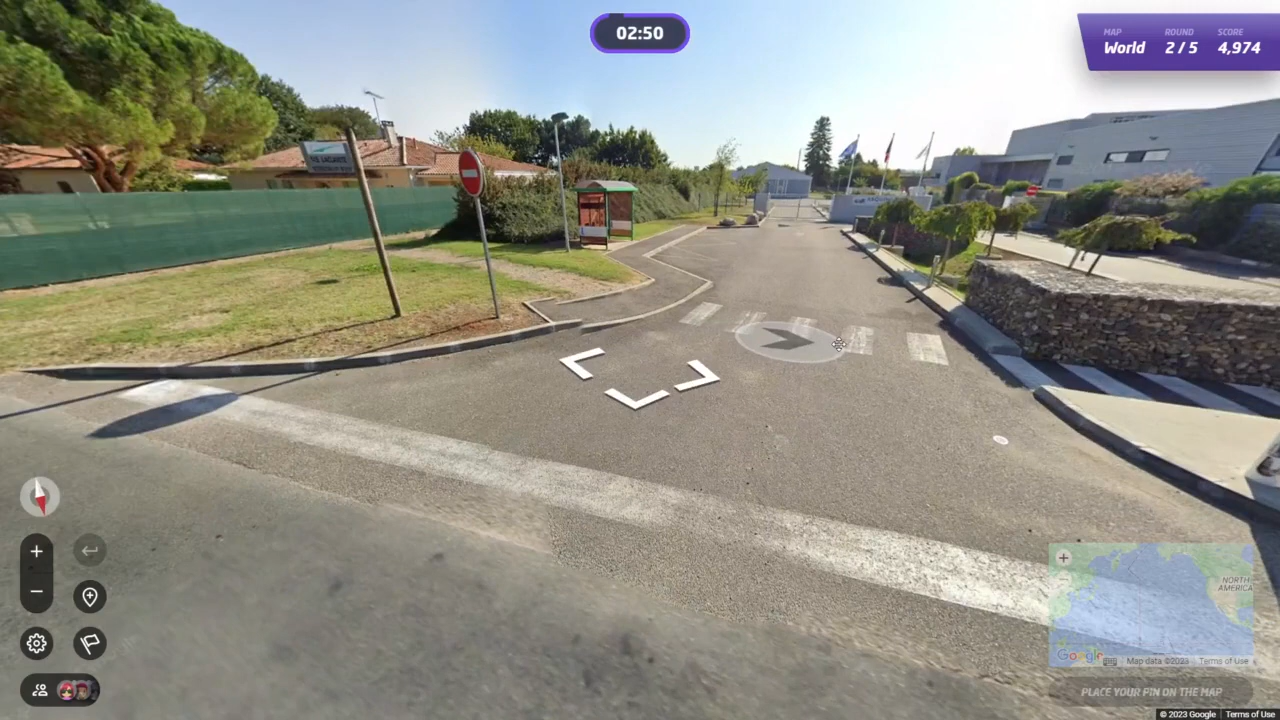 02:50
MAP
World
ROUND
2 / 5
SCORE
4,974
NORTH
AMERICA
Google
Map data ©2023
Terms of Use
PLACE YOUR PIN ON THE MAP
© 2023 Google
Terms of Use